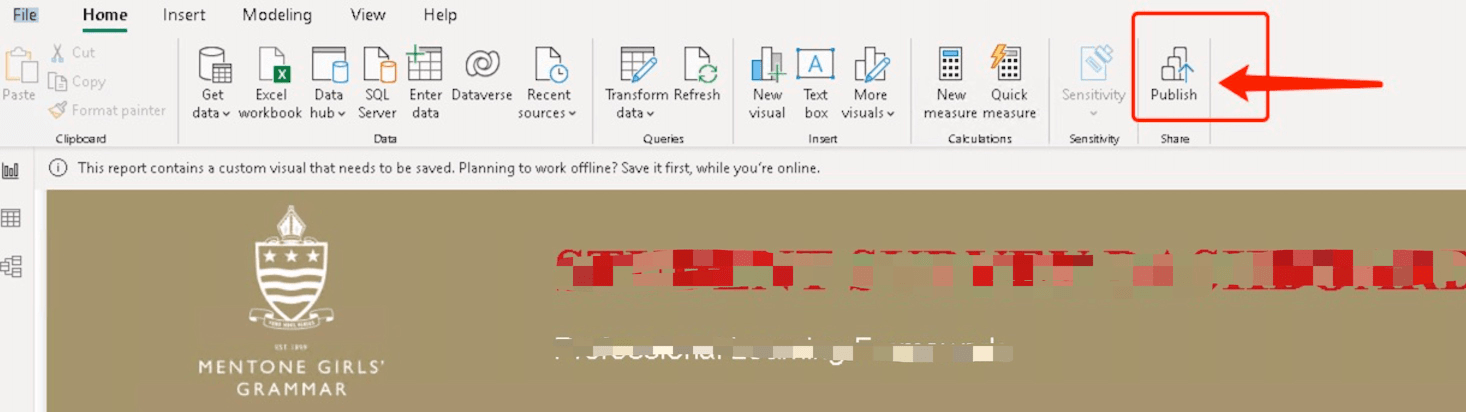 File Home Insert Modeling View Help
Paste
Cut
Copy
Format painter
Clipboard
Get data
Excel workbook
Data hub
SQL Server
Enter data
Dataverse
Recent sources
Data
Transform data
Refresh
Queries
New visual
Text box
More visuals
Insert
New measure
Quick measure
Calculations
Sensitivity
Sensitivity
Publish
Share
This report contains a custom visual that needs to be saved. Planning to work offline? Save it first, while you're online.
A
EST. 1899
MENTONE GIRLS'
GRAMMAR